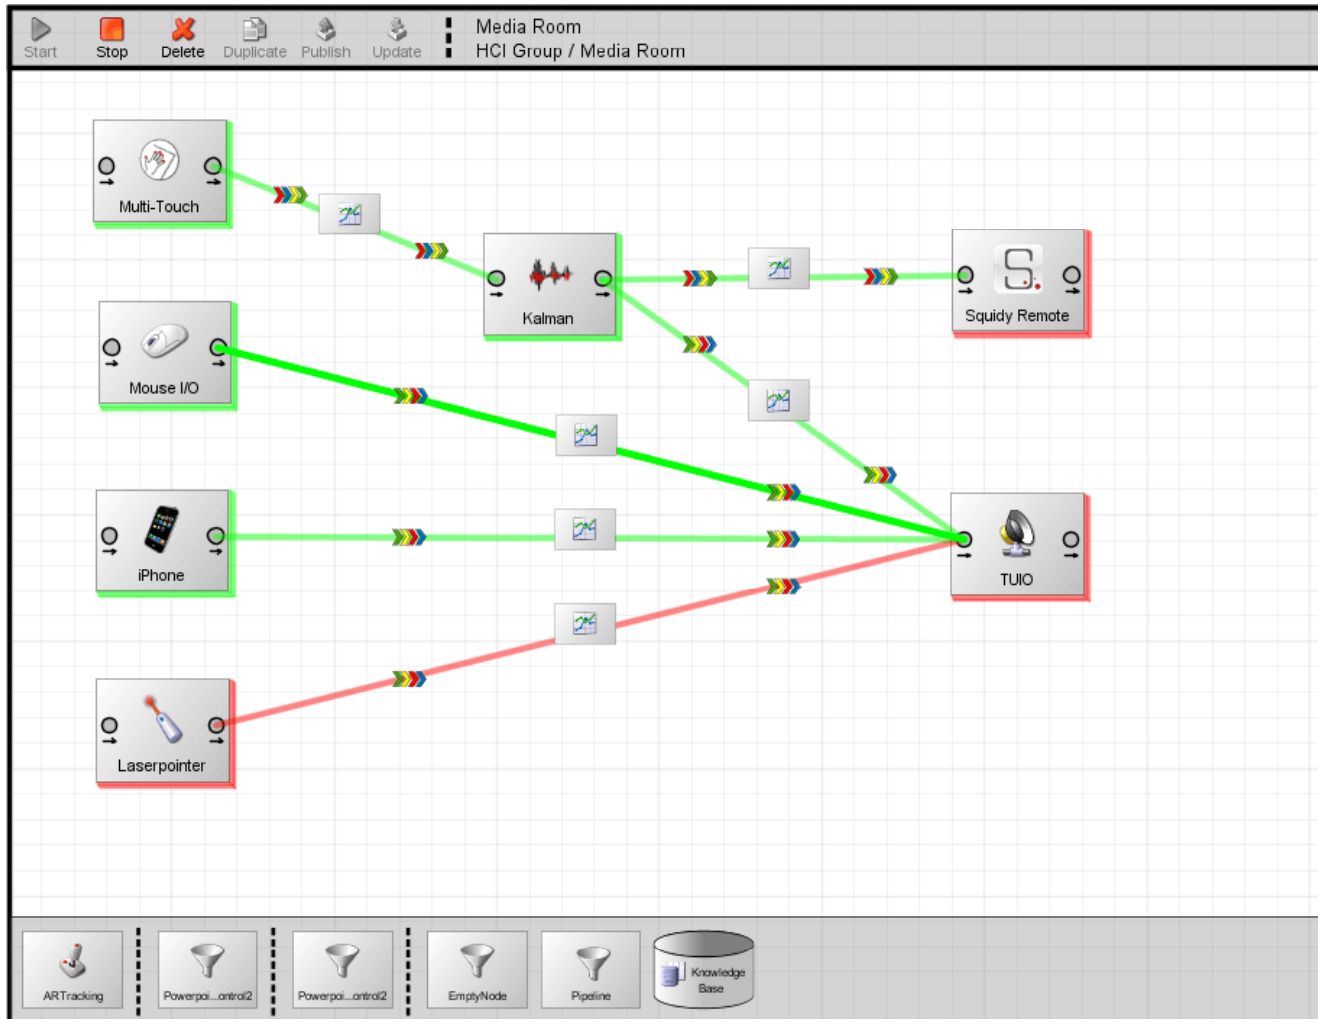 Start
Stop
Delete
Duplicate
Publish
Update
Media Room
HCI Group / Media Room
Multi-Touch
Kalman
Squidy Remote
Mouse I/O
iPhone
TUIO
Laserpointer
ARTracking
Powerpoi...ontrol2
Powerpoi...ontrol2
EmptyNode
Pipeline
Knowledge
Base